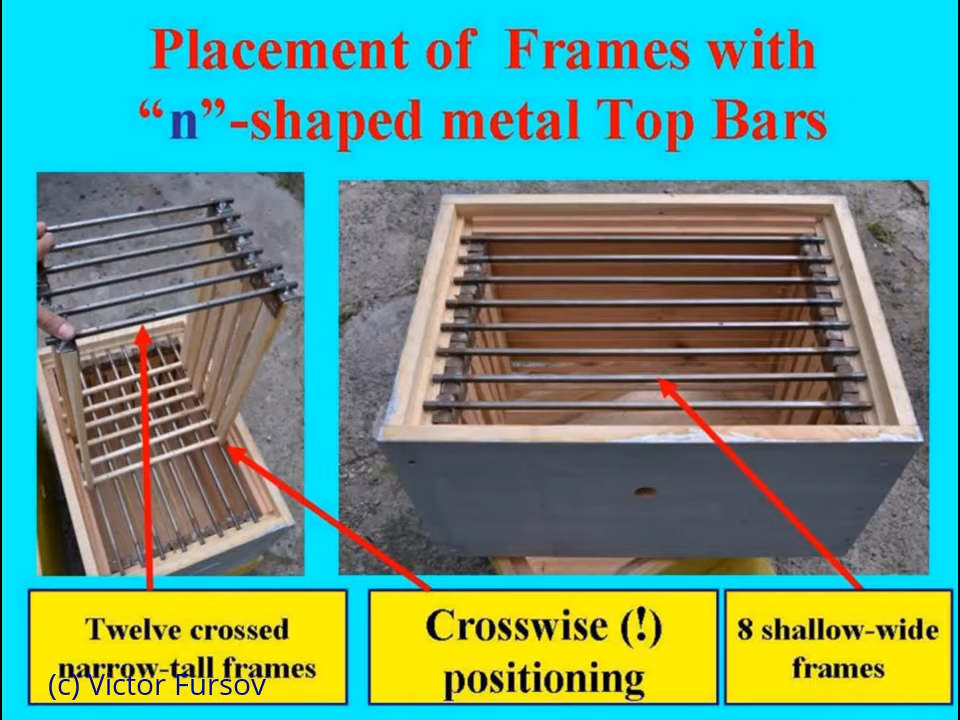 Placement of Frames with
“n”-shaped metal Top Bars
Twelve crossed
narrow-tall frames
(c) Victor Fursov
Crosswise (!)
positioning
8 shallow-wide
frames